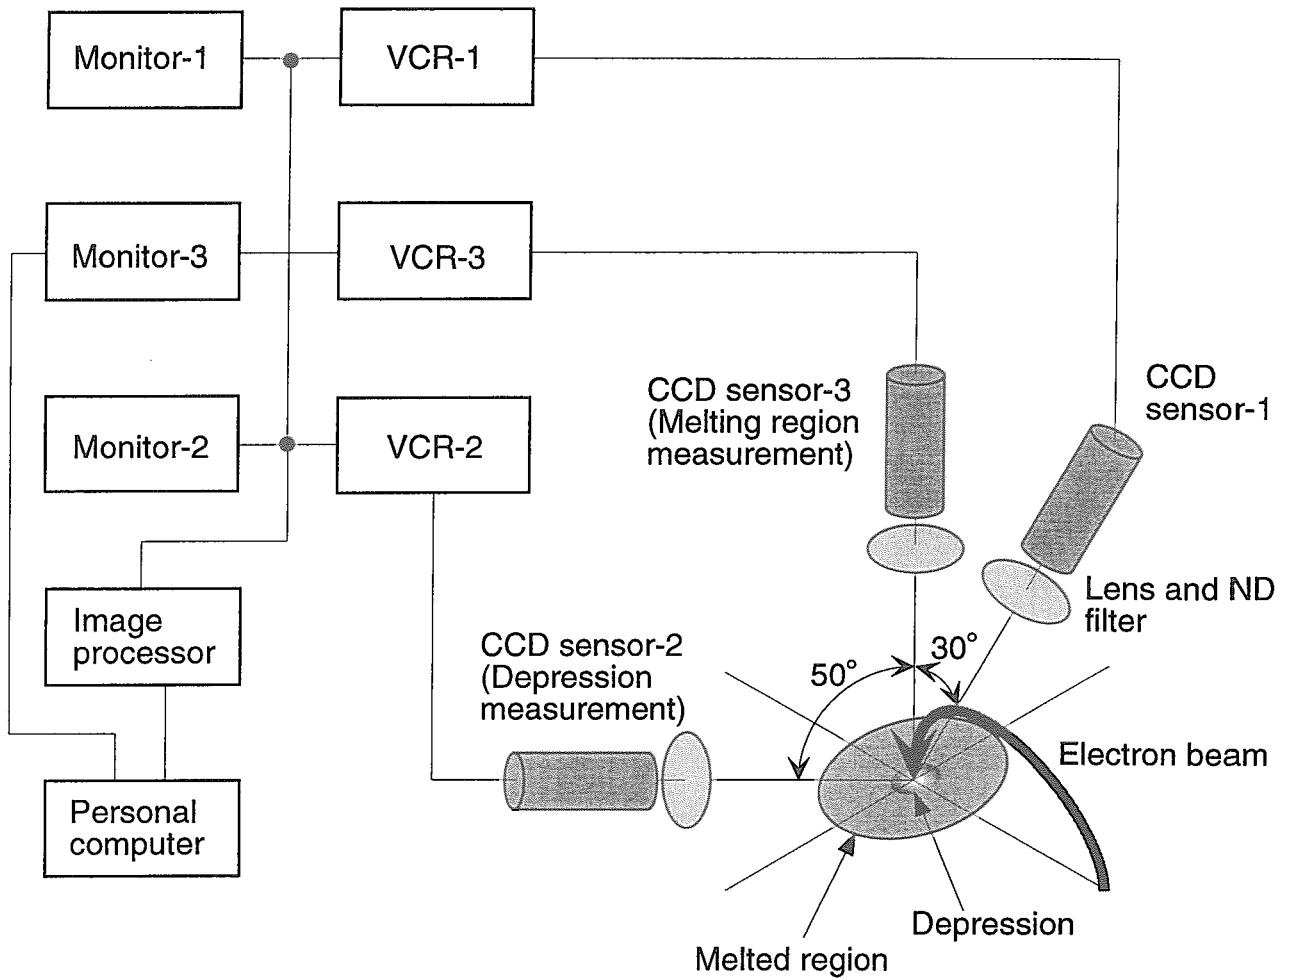 Monitor-1
VCR-1
Monitor-3
VCR-3
CCD sensor-3
(Melting region
measurement)
CCD
sensor-1
Monitor-2
VCR-2
Lens and ND
filter
Image
processor
CCD sensor-2
(Depression
measurement)
50°
30°
Electron beam
Personal
computer
Depression
Melted region